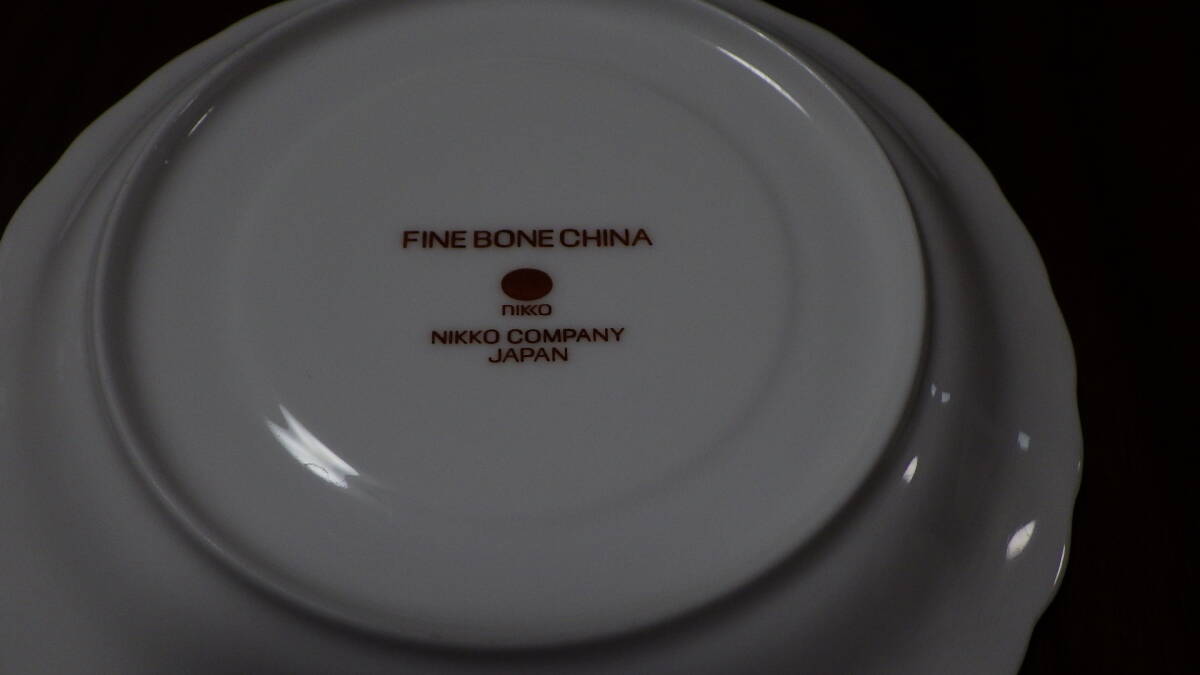 FINE BONE CHINA
nikko
NIKKO COMPANY
JAPAN